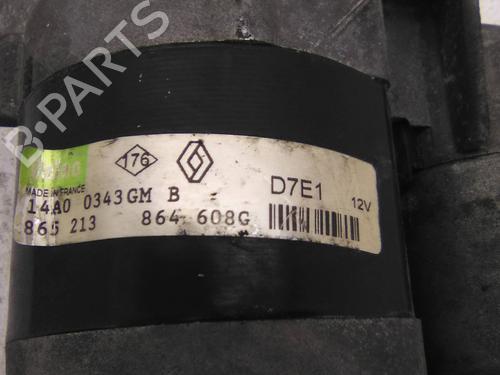 B-PARTS
176
MADE IN FRANCE
D7E1
14A0 0343GM B
12V
865 213 864 608G